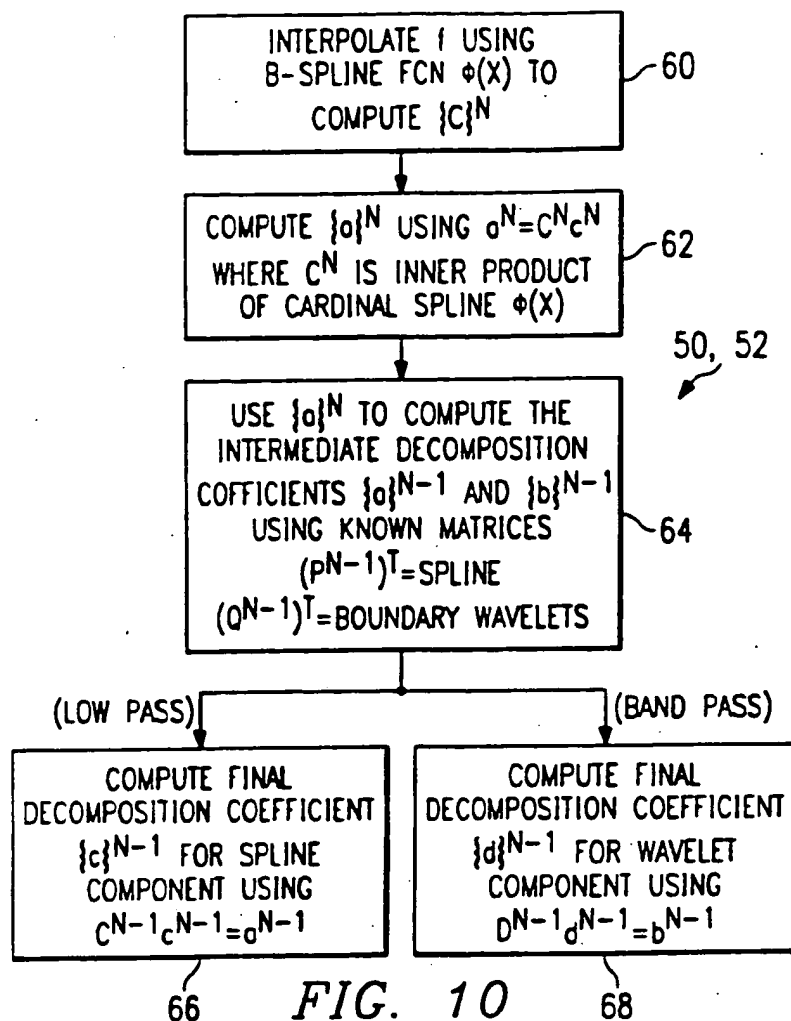 INTERPOLATE f USING
B-SPLINE FCN Φ(X) TO
COMPUTE {C}^N
60
COMPUTE {a}^N USING a^N=C^Nc^N
WHERE C^N IS INNER PRODUCT
OF CARDINAL SPLINE Φ(X)
62
50, 52
USE {a}^N TO COMPUTE THE
INTERMEDIATE DECOMPOSITION
COFFICIENTS {a}^N-1 AND {b}^N-1
USING KNOWN MATRICES
(P^N-1)^T=SPLINE
(Q^N-1)^T=BOUNDARY WAVELETS
64
(LOW PASS)
(BAND PASS)
COMPUTE FINAL
DECOMPOSITION COEFFICIENT
{c}^N-1 FOR SPLINE
COMPONENT USING
C^N-1c^N-1=a^N-1
66
COMPUTE FINAL
DECOMPOSITION COEFFICIENT
{d}^N-1 FOR WAVELET
COMPONENT USING
D^N-1d^N-1=b^N-1
68
FIG. 10